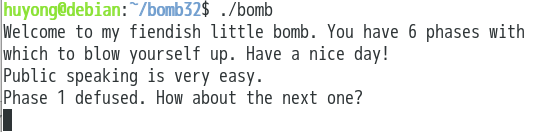 huyong@debian:~/bomb32$ ./bomb
Welcome to my fiendish little bomb. You have 6 phases with
which to blow yourself up. Have a nice day!
Public speaking is very easy.
Phase 1 defused. How about the next one?